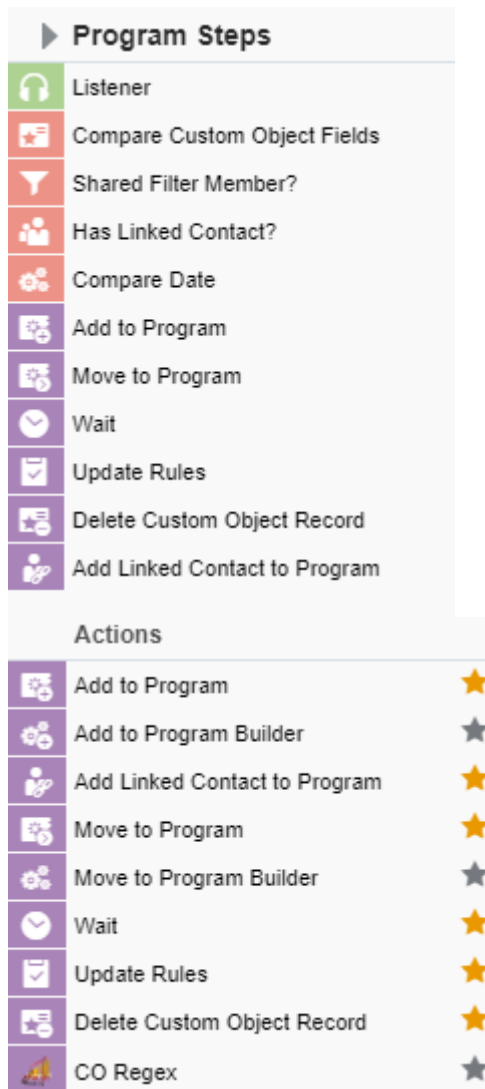 Program Steps
Listener
Compare Custom Object Fields
Shared Filter Member?
Has Linked Contact?
Compare Date
Add to Program
Move to Program
Wait
Update Rules
Delete Custom Object Record
Add Linked Contact to Program
Actions
Add to Program
Add to Program Builder
Add Linked Contact to Program
Move to Program
Move to Program Builder
Wait
Update Rules
Delete Custom Object Record
CO Regex